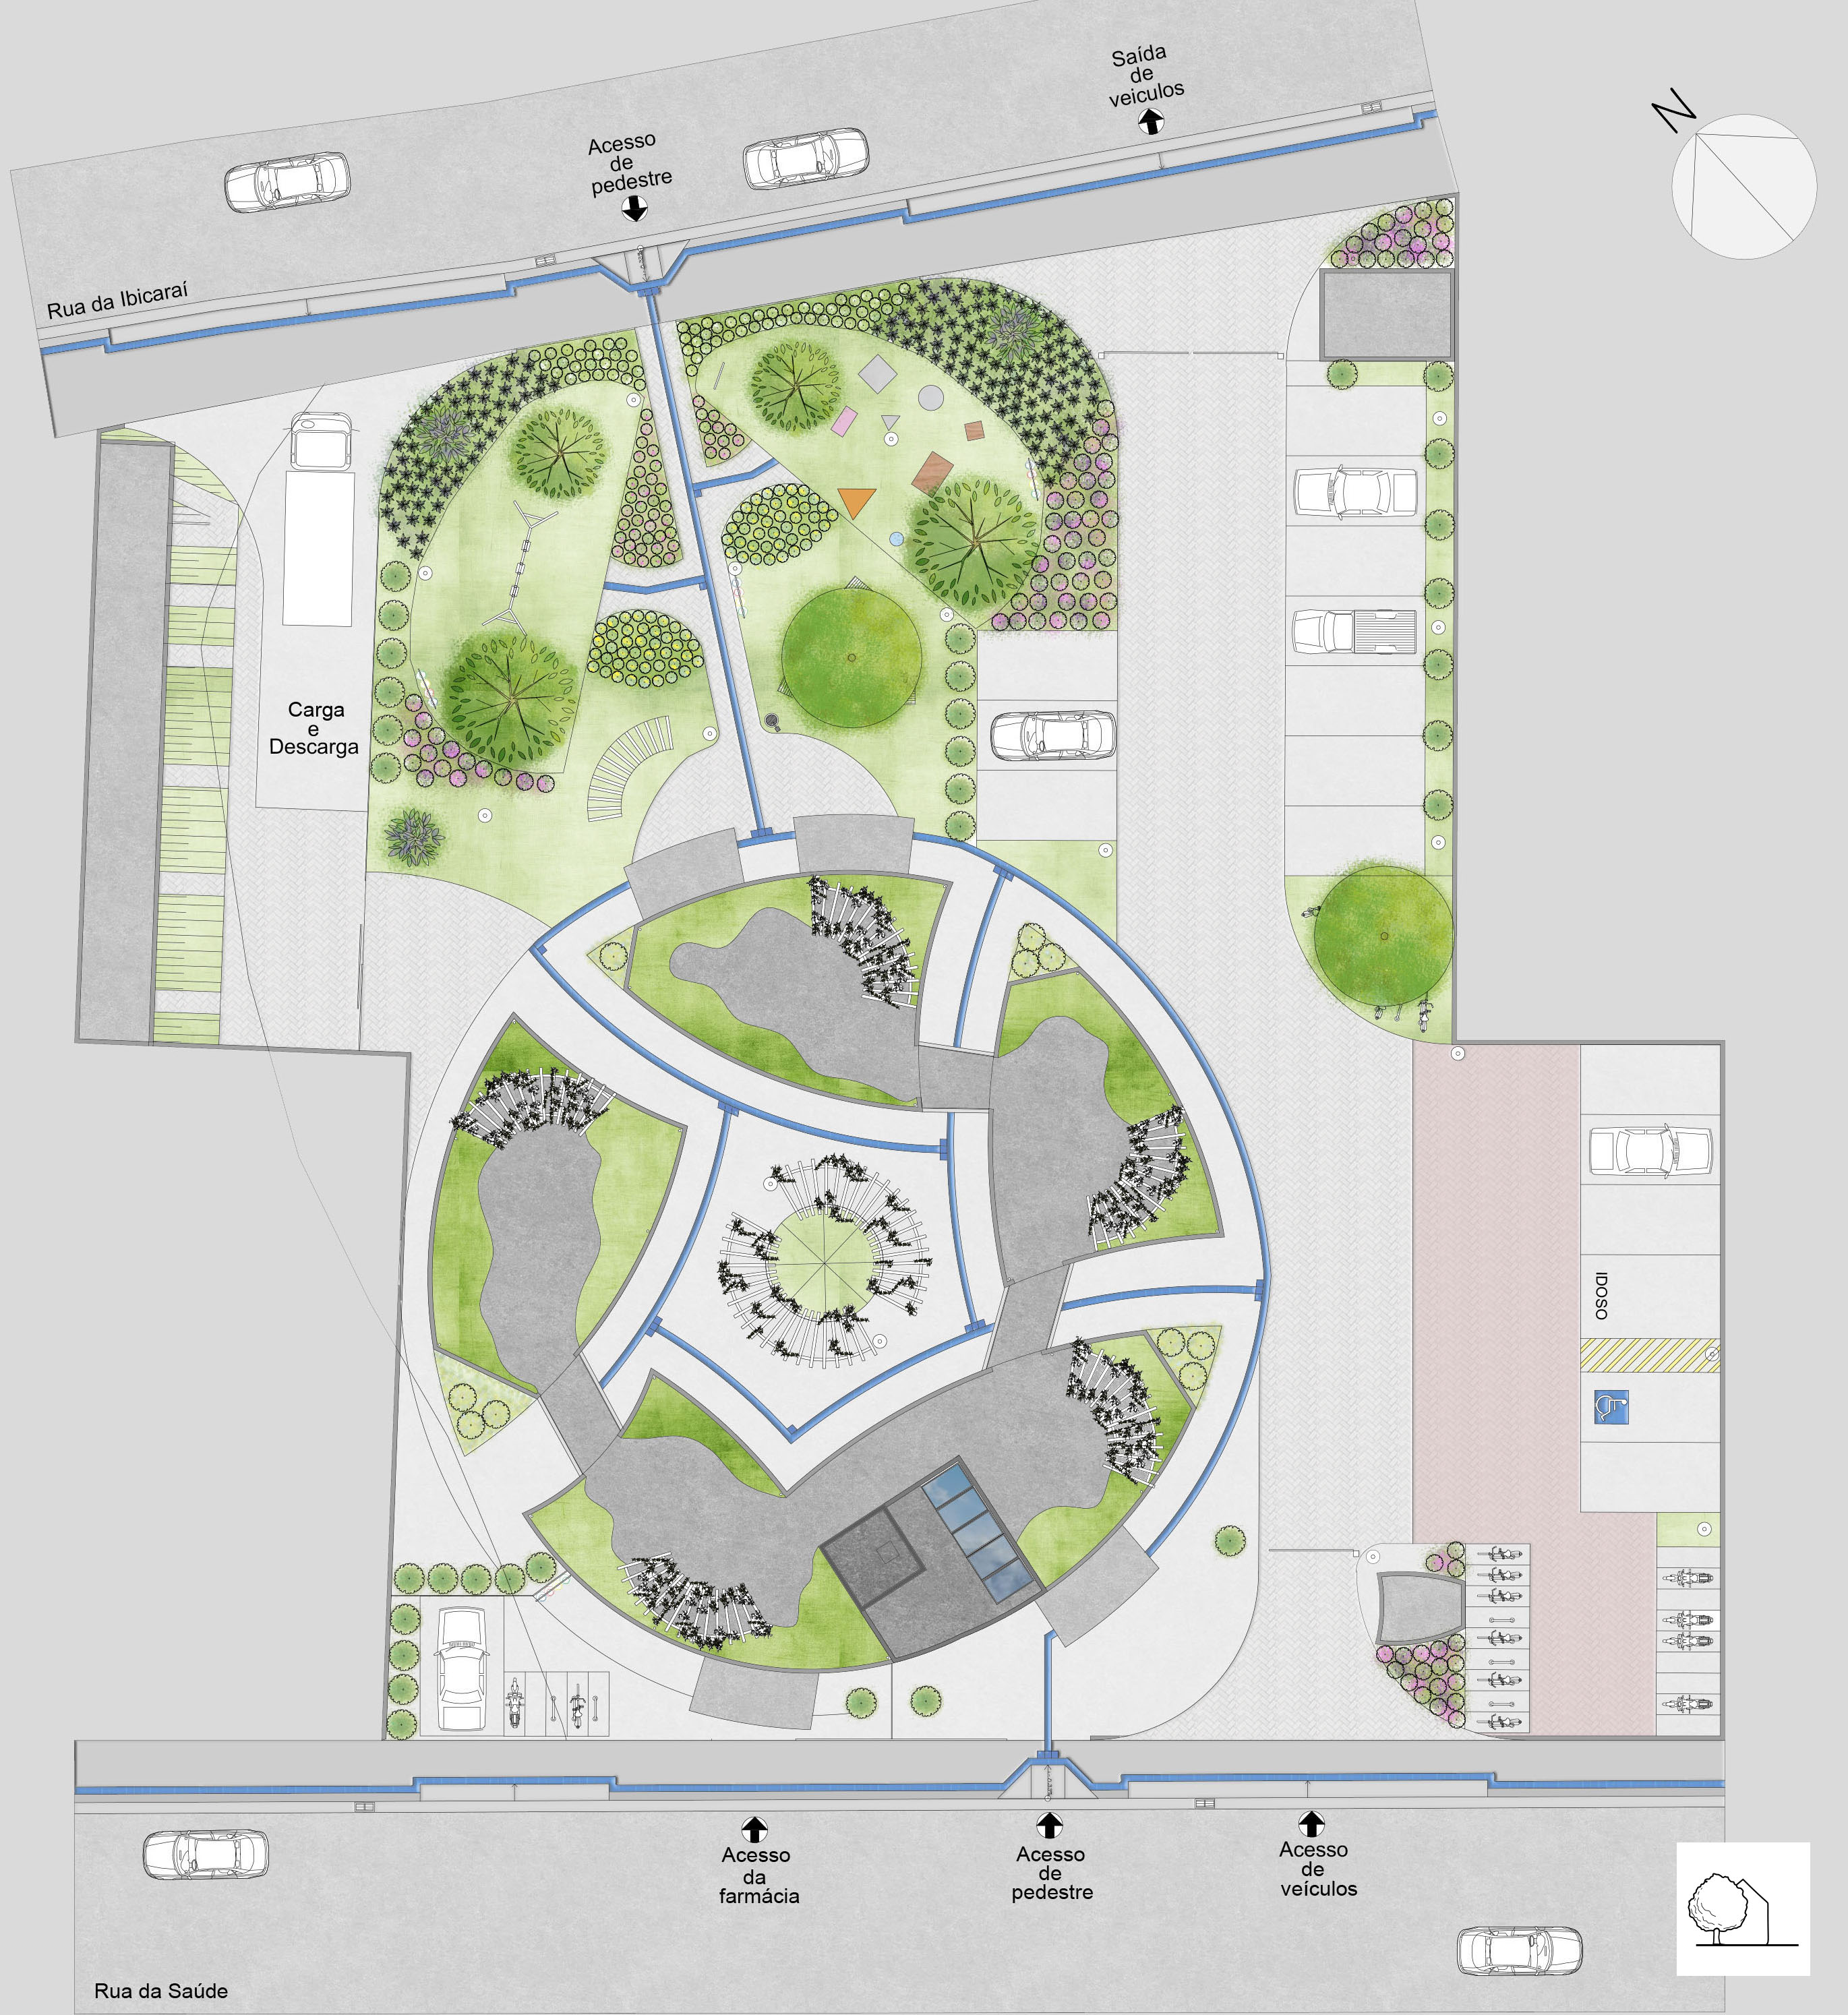 Saída
de
veiculos
N
Acesso
de
pedestre
Rua da Ibicaraí
Carga
e
Descarga
IDOSO
Acesso
da
farmácia
Acesso
de
pedestre
Acesso
de
veículos
Rua da Saúde